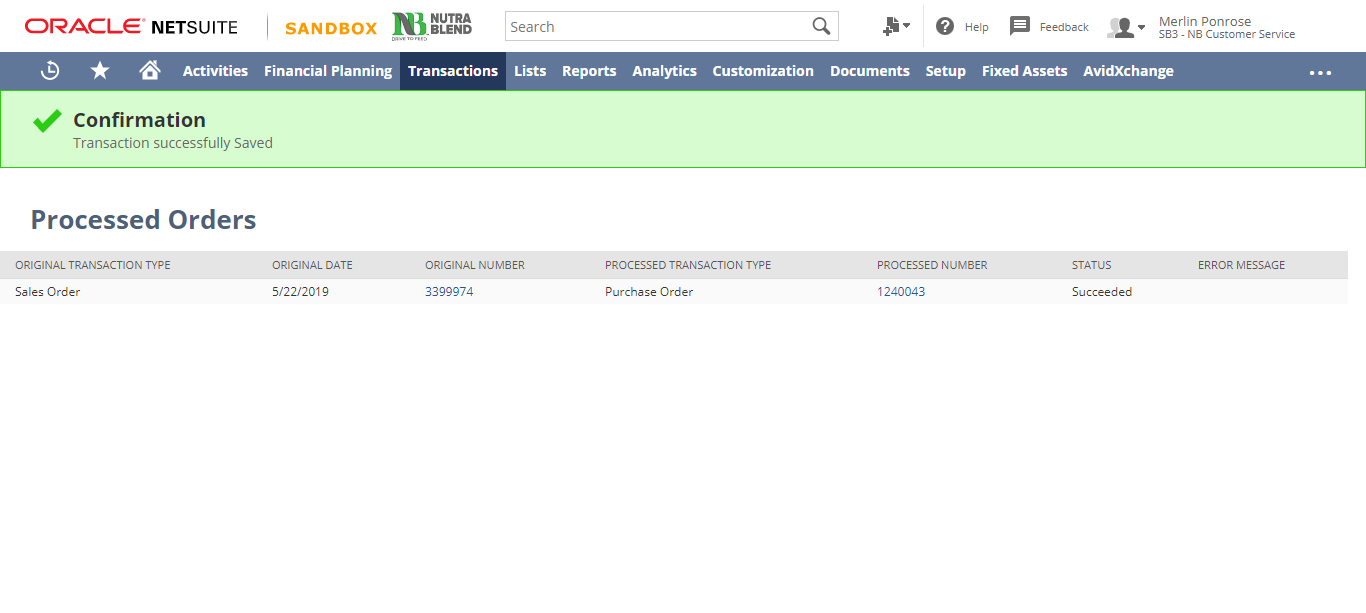 ORACLE NETSUITE
SANDBOX
NB NUTRA BLEND
DRIVE TO FEED
Search
Help
Feedback
Merlin Ponrose
SB3 - NB Customer Service
Activities Financial Planning Transactions Lists Reports Analytics Customization Documents Setup Fixed Assets AvidXchange
Confirmation
Transaction successfully Saved
Processed Orders
ORIGINAL TRANSACTION TYPE ORIGINAL DATE ORIGINAL NUMBER PROCESSED TRANSACTION TYPE PROCESSED NUMBER STATUS ERROR MESSAGE
Sales Order 5/22/2019 3399974 Purchase Order 1240043 Succeeded